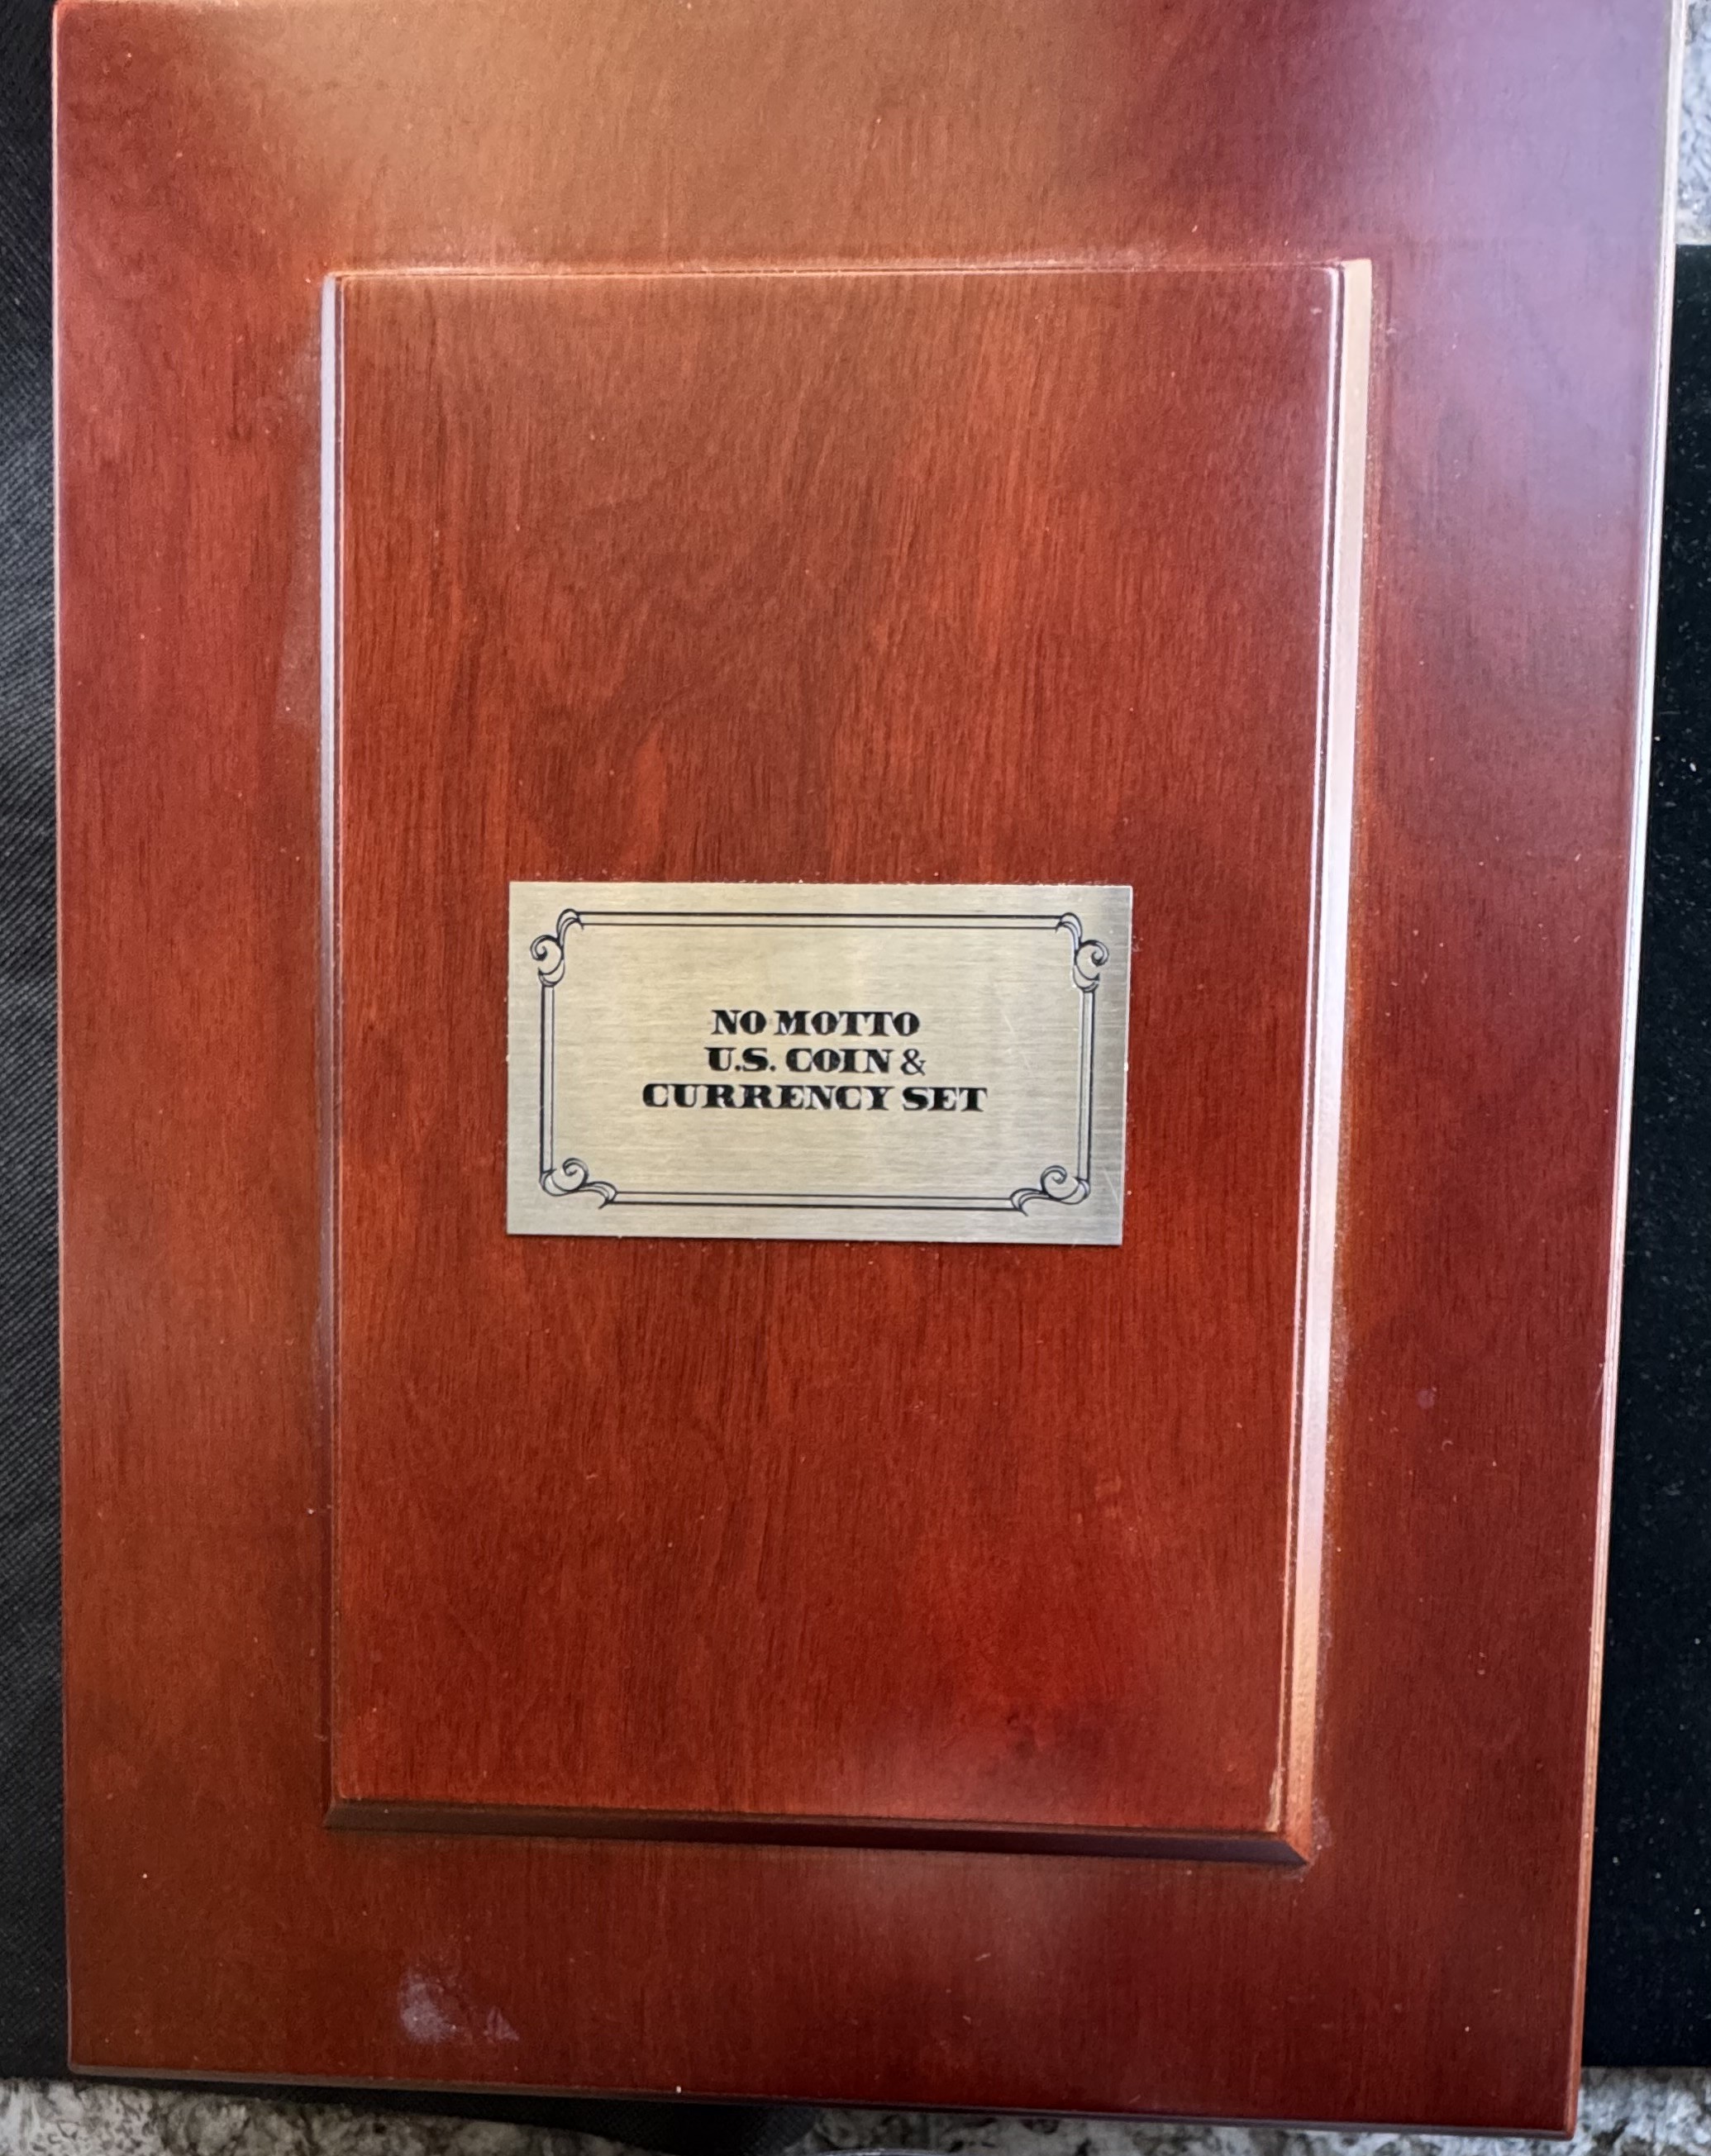 NO MOTTO
U.S. COIN &
CURRENCY SET